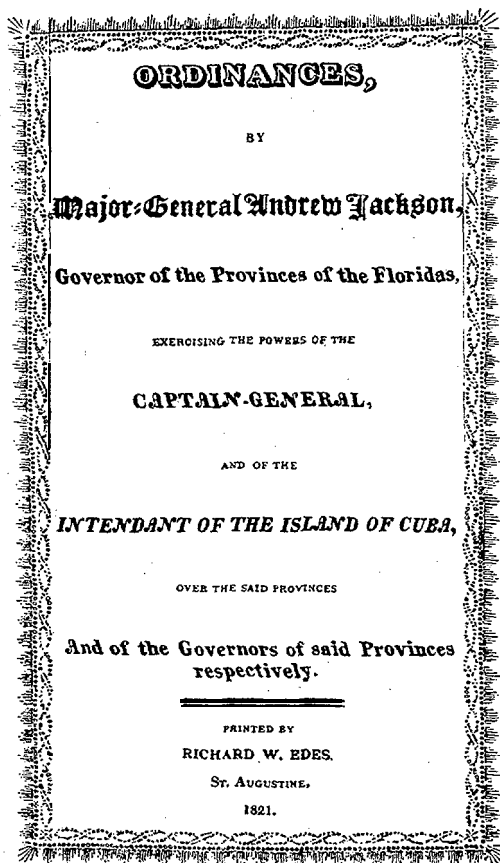 ORDINANCES,
BY
Major-General Andrew Jackson,
Governor of the Provinces of the Floridas,
EXERCISING THE POWERS OF THE
CAPTAIN-GENERAL,
AND OF THE
INTENDANT OF THE ISLAND OF CUBA,
OVER THE SAID PROVINCES
And of the Governors of said Provinces
respectively.
PRINTED BY
RICHARD W. EDES.
ST. AUGUSTINE,
1821.